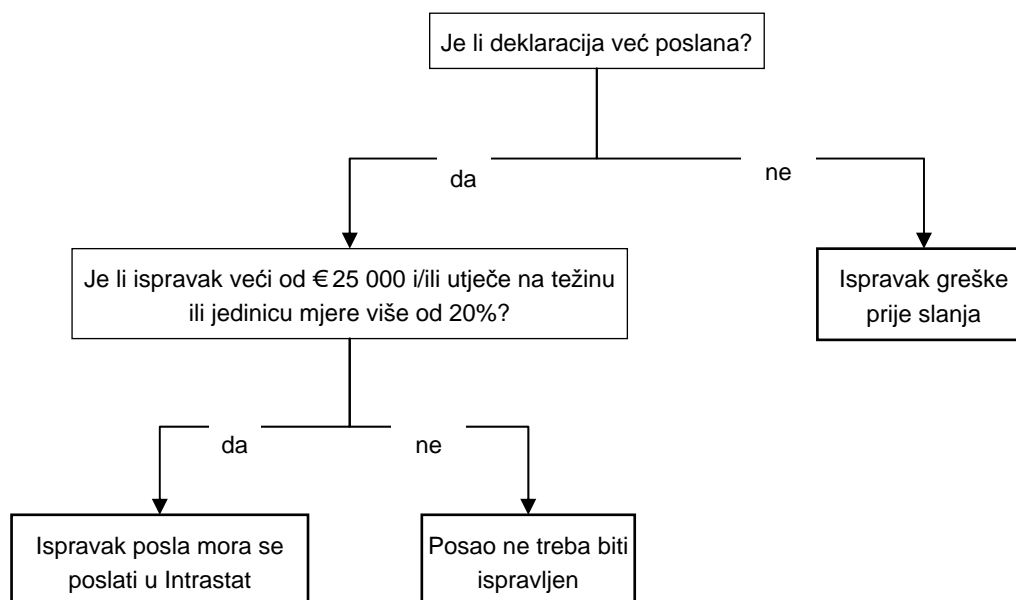 Je li deklaracija već poslana?
da
ne
Je li ispravak veći od €25 000 i/ili utječe na težinu
ili jedinicu mjere više od 20%?
Ispravak greške
prije slanja
da
ne
Ispravak posla mora se
poslati u Intrastat
Posao ne treba biti
ispravljen